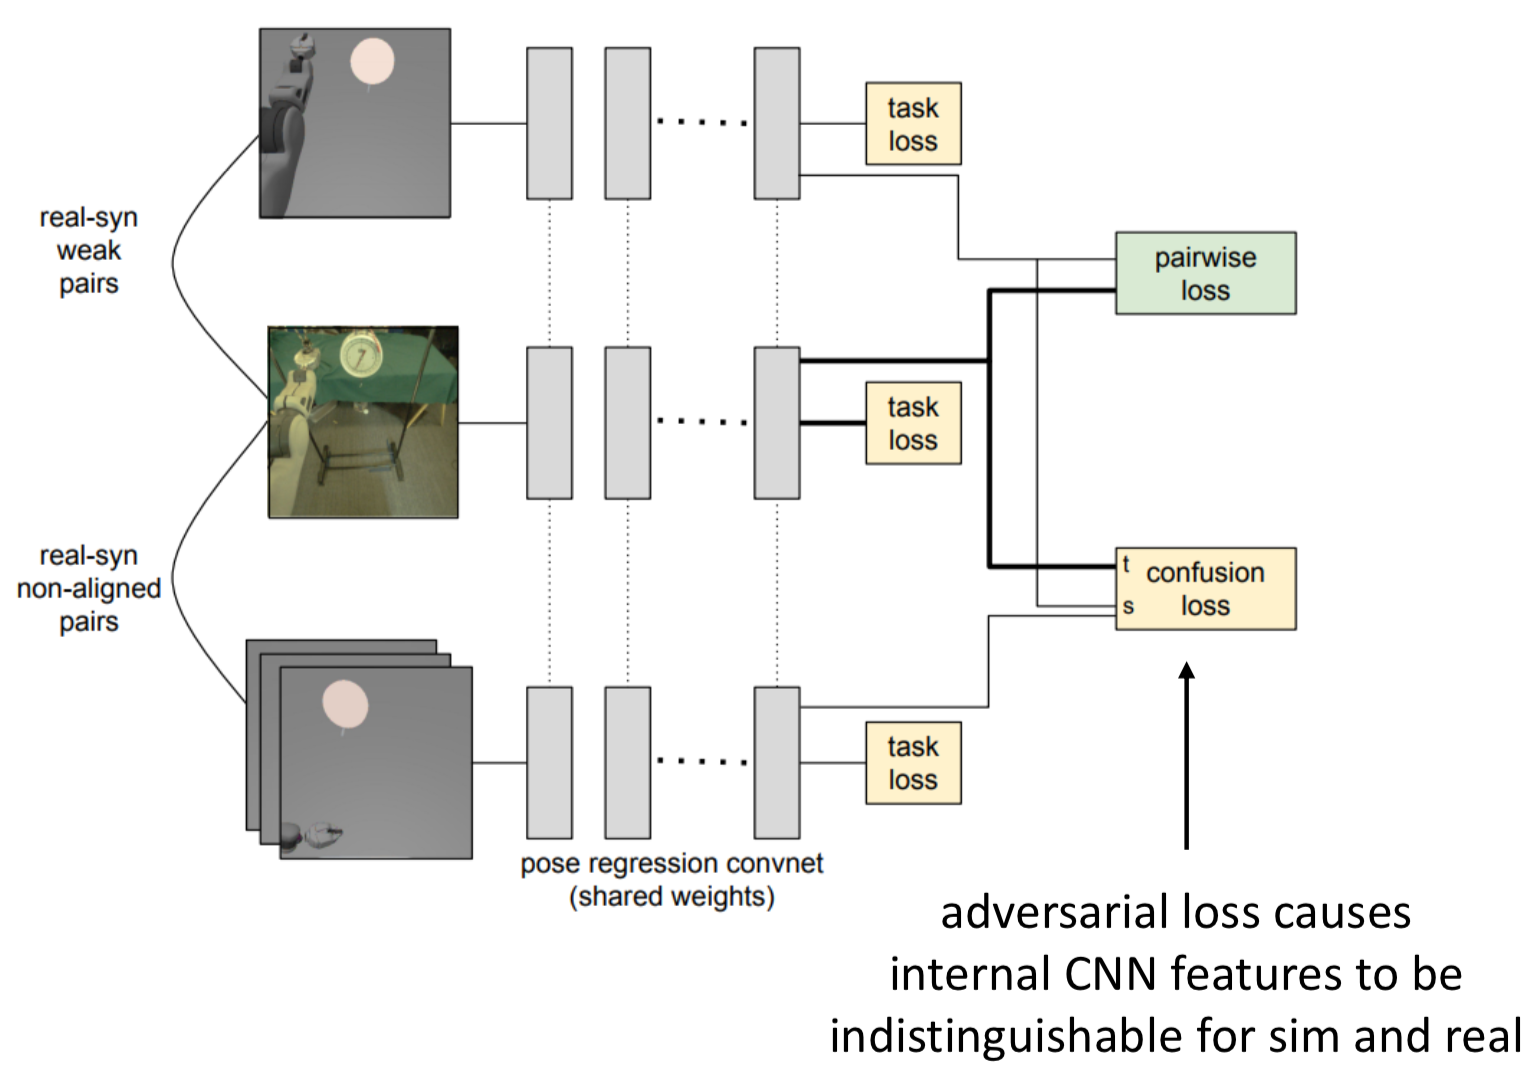 real-syn
weak
pairs
task
loss
pairwise
loss
task
loss
real-syn
non-aligned
pairs
t
s
confusion
loss
task
loss
pose regression convnet
(shared weights)
adversarial loss causes
internal CNN features to be
indistinguishable for sim and real